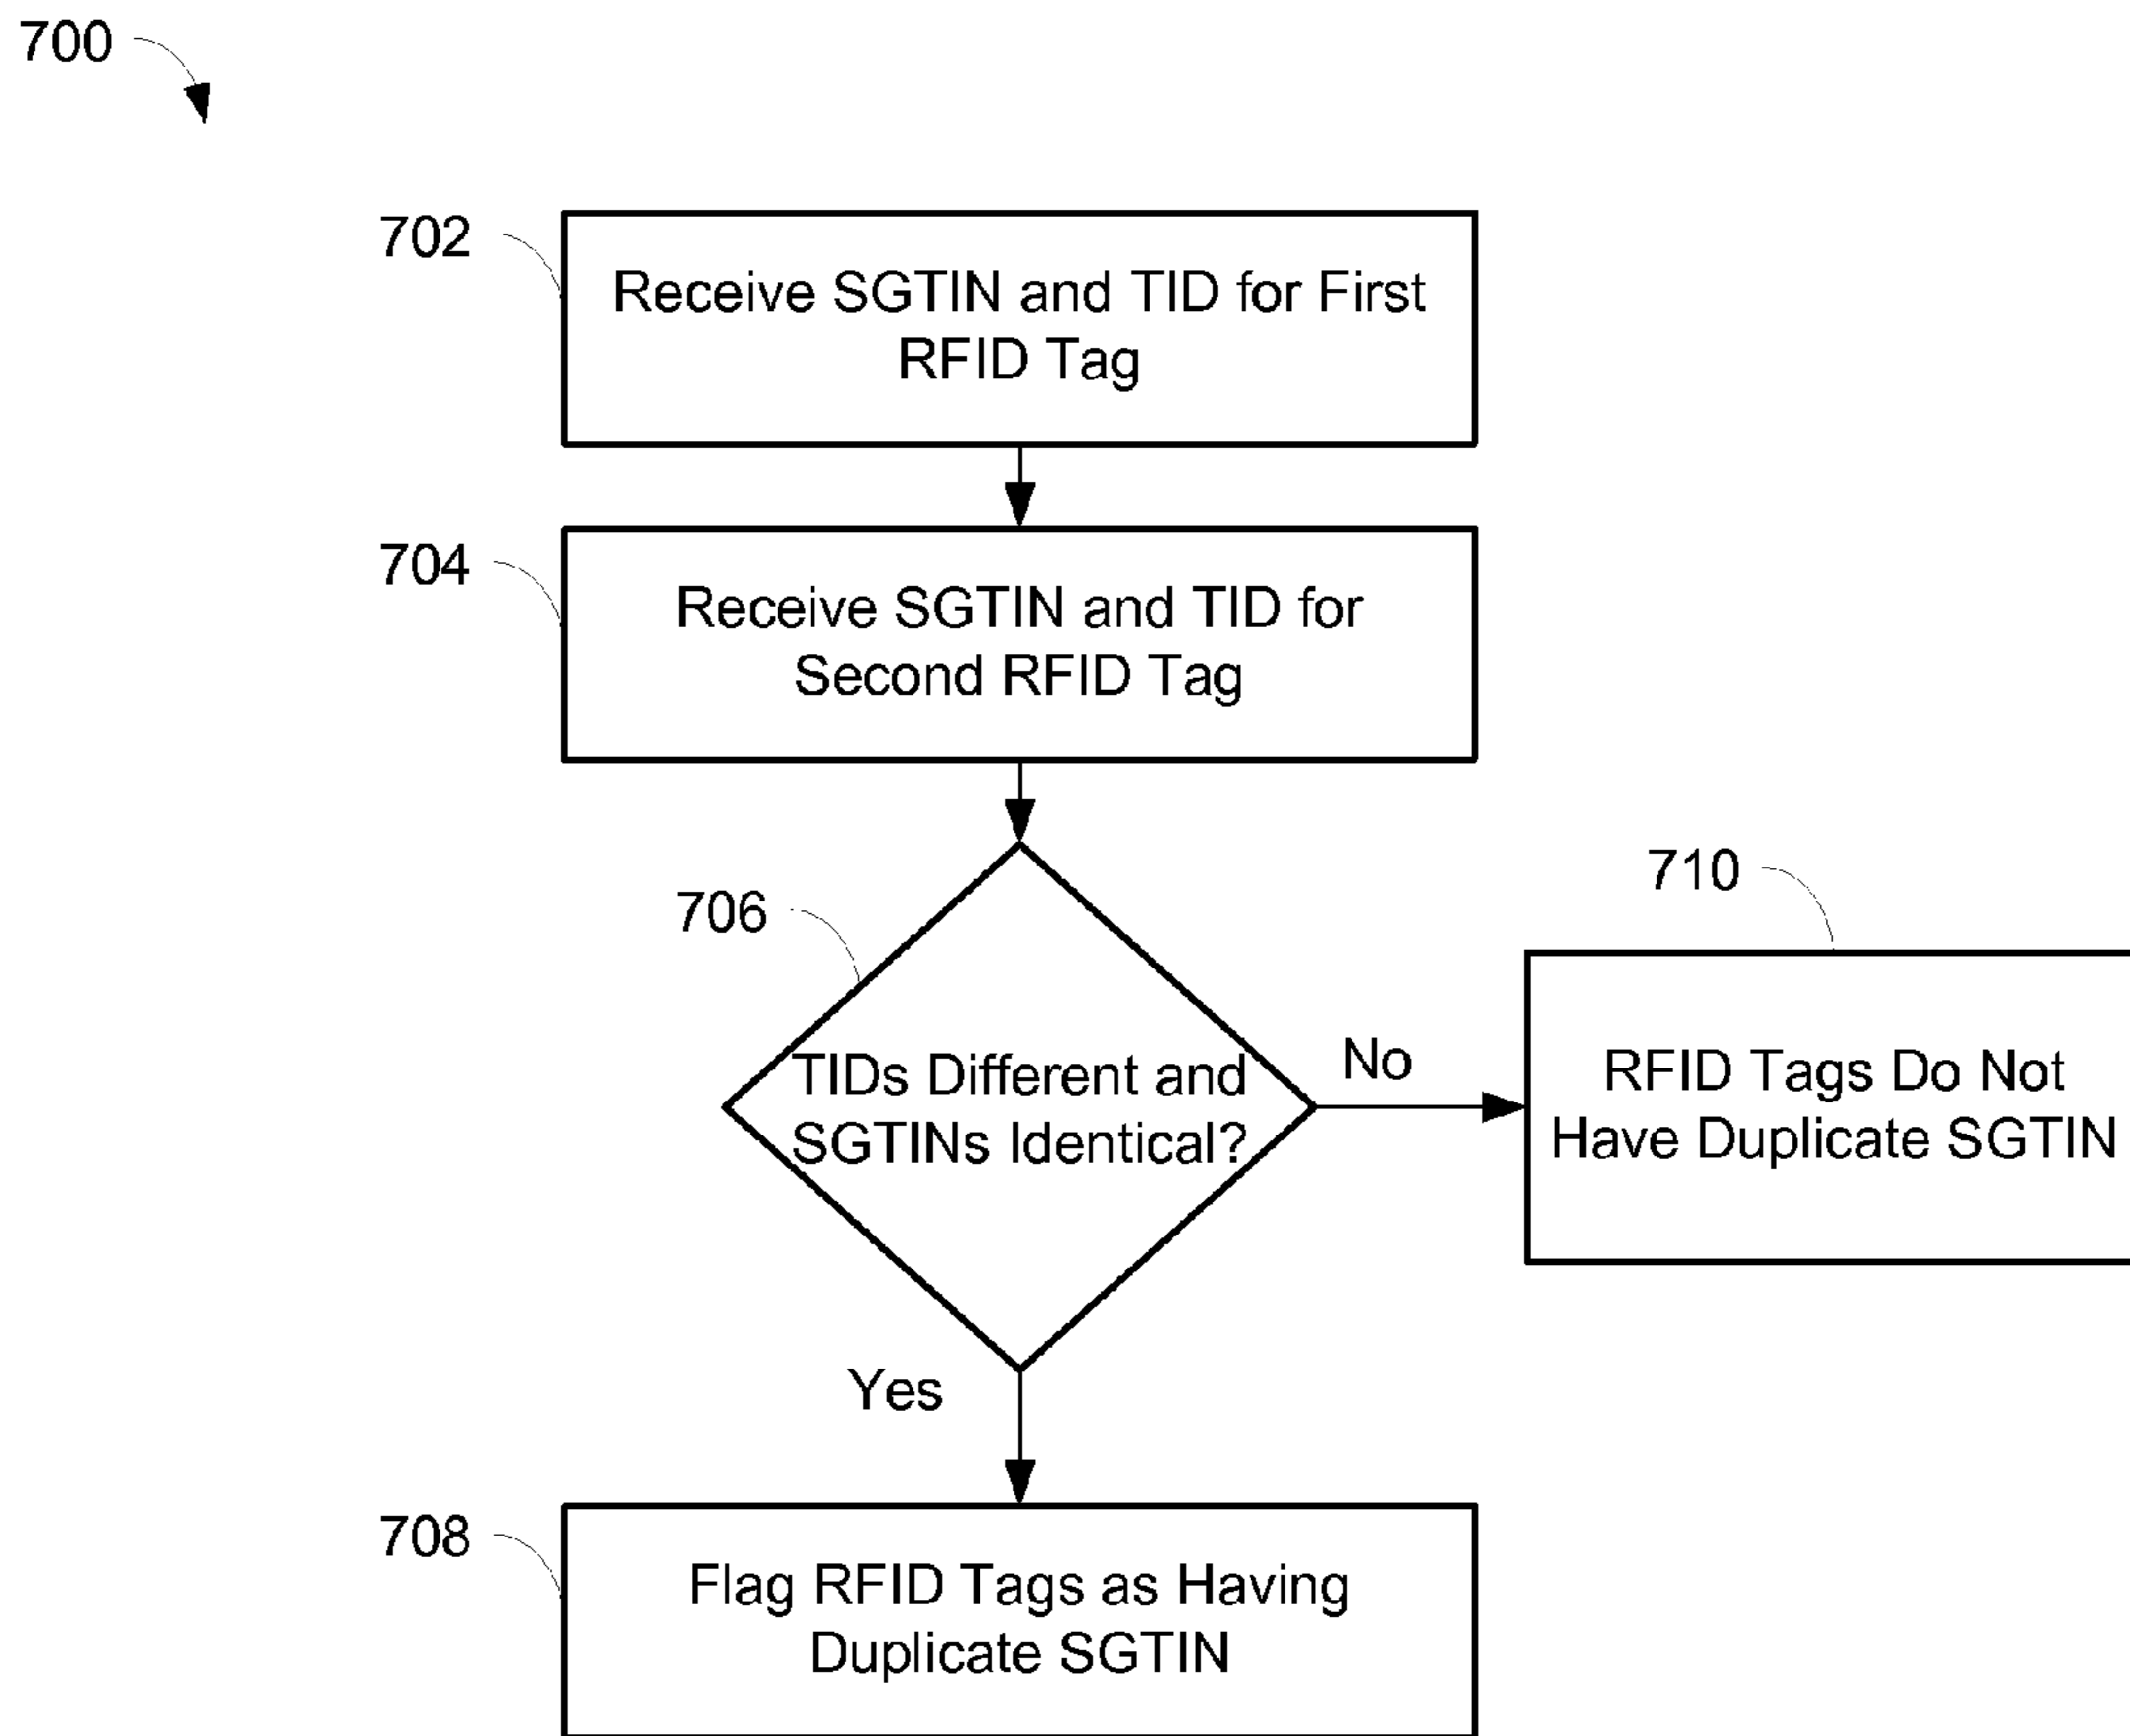 700
702
Receive SGTIN and TID for First
RFID Tag
704
Receive SGTIN and TID for
Second RFID Tag
706
TIDs Different and
SGTINs Identical?
No
710
RFID Tags Do Not
Have Duplicate SGTIN
Yes
708
Flag RFID Tags as Having
Duplicate SGTIN